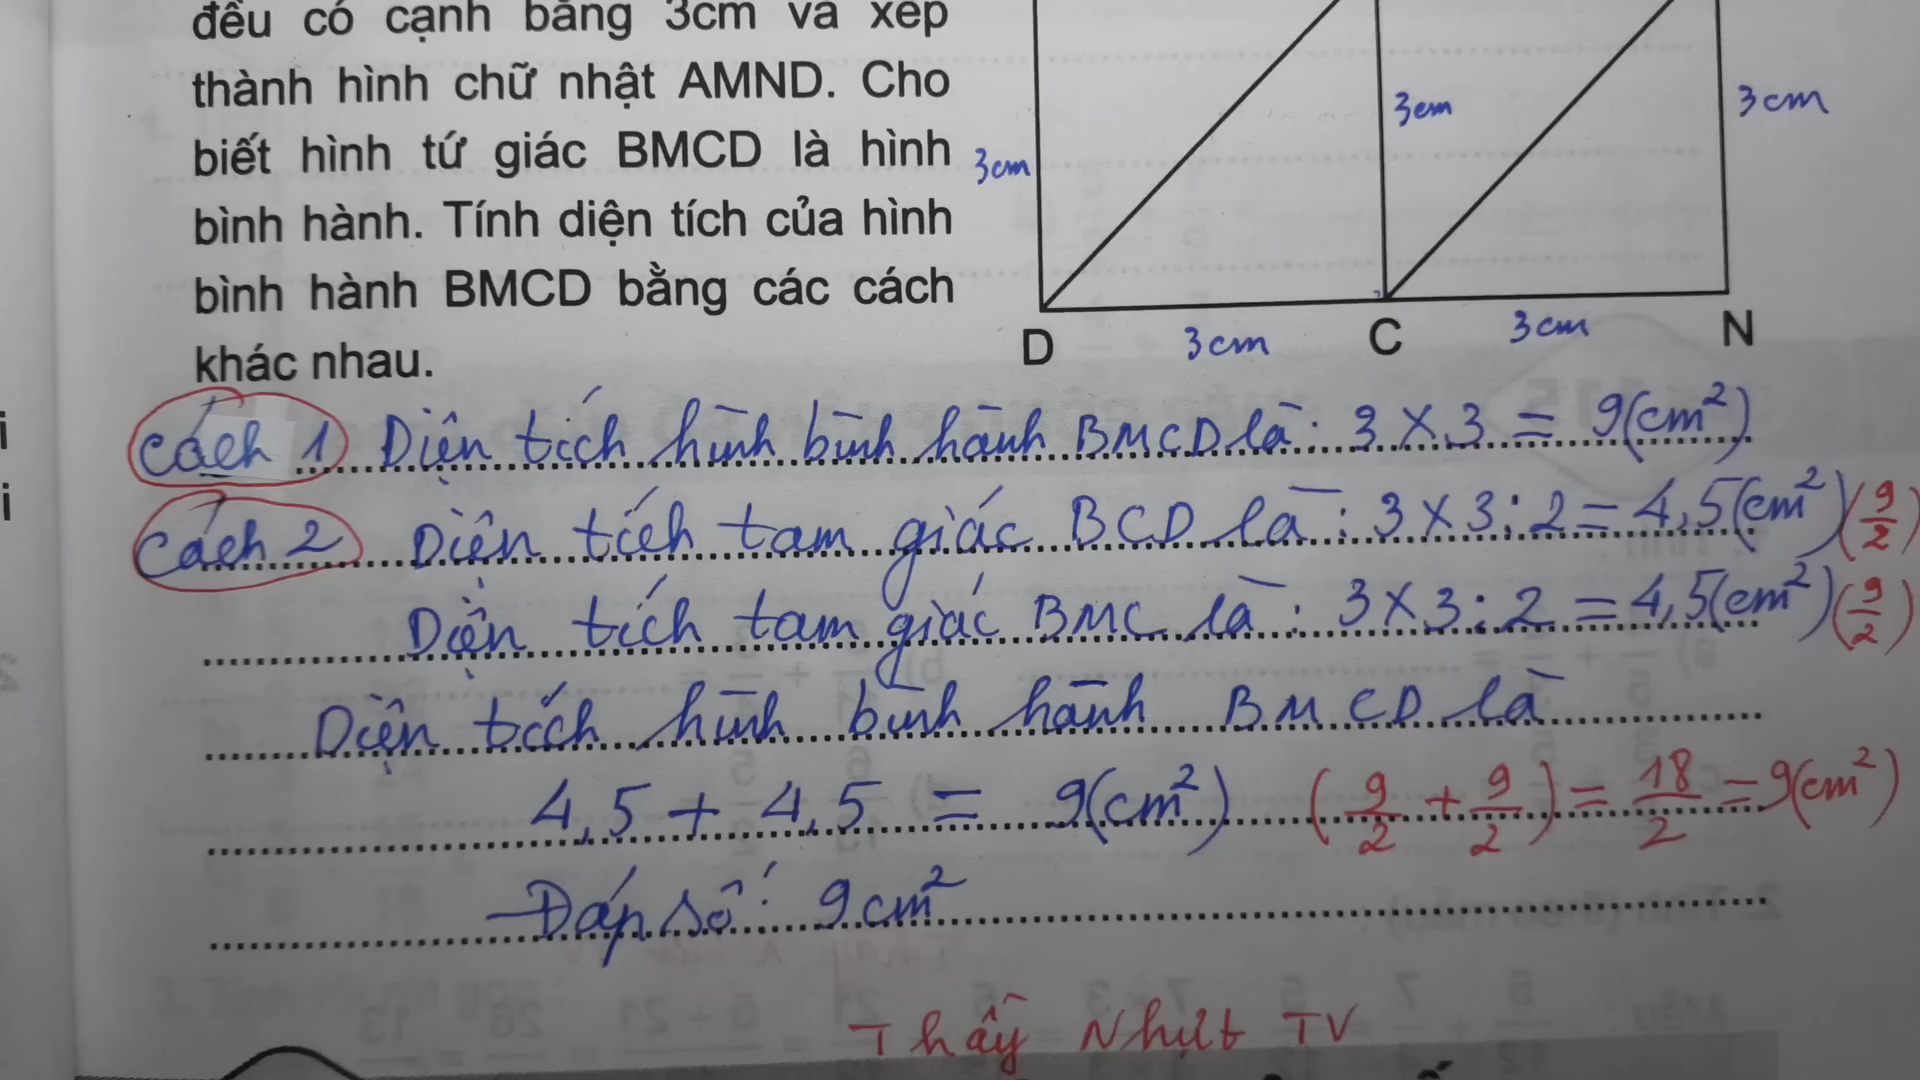 đều có cạnh bằng 3cm và xếp
thành hình chữ nhật AMND. Cho
biết hình tứ giác BMCD là hình
bình hành. Tính diện tích của hình
bình hành BMCD bằng các cách
khác nhau.
3cm
3cm
3cm
D
3cm
C
3cm
N
Cách 1 Diện tích hình bình hành BMCD là: 3 x 3 = 9(cm²)
Cách 2 Diện tích tam giác BCD là: 3 x 3 : 2 = 4,5(cm²) (9/2)
Diện tích tam giác BMC là: 3 x 3 : 2 = 4,5(cm²) (9/2)
Diện tích hình bình hành BMCD là
4,5 + 4,5 = 9(cm²) (9/2 + 9/2) = 18/2 = 9(cm²)
Đáp số: 9cm²
Thầy Nhựt TV